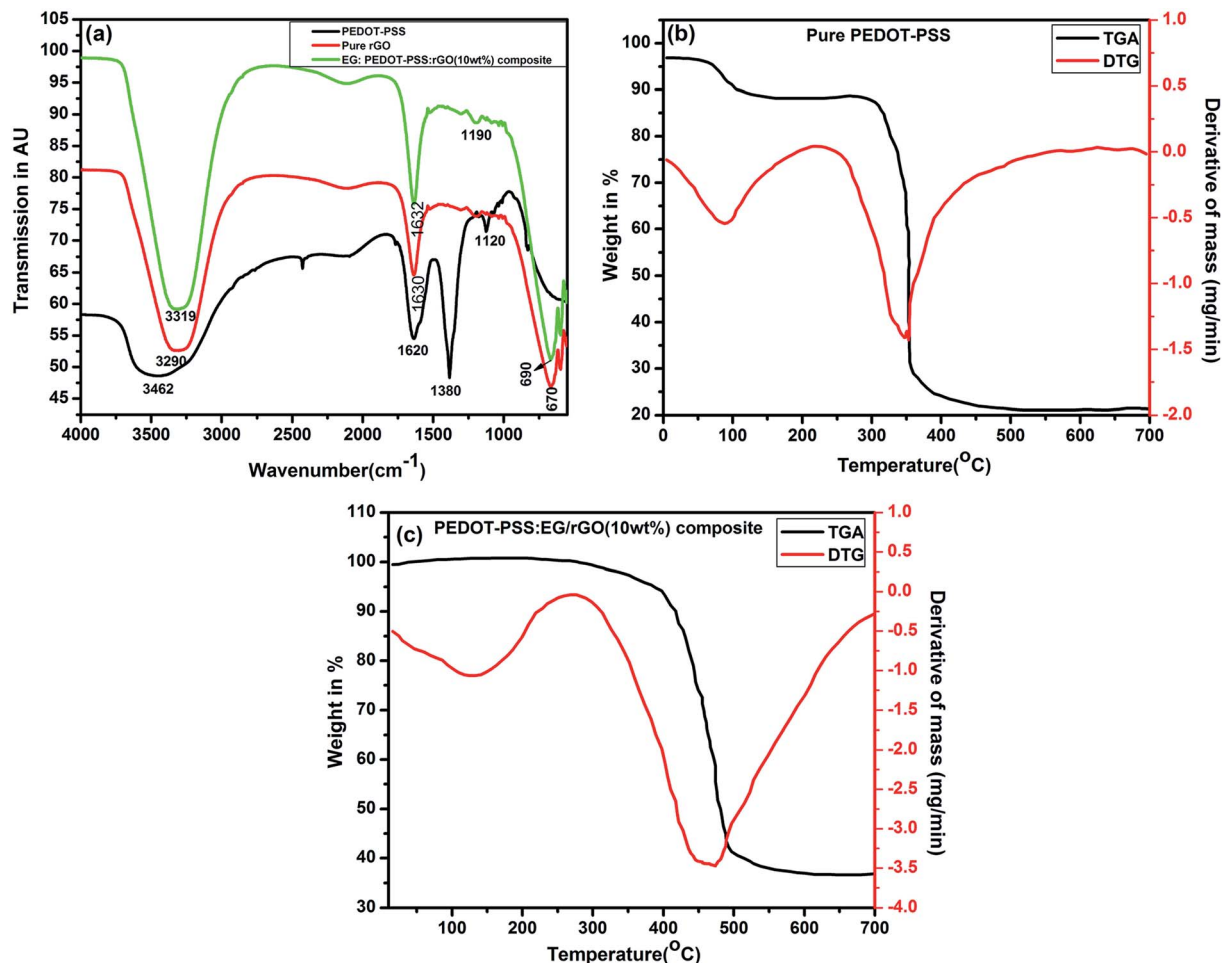 (a)
PEDOT-PSS
Pure rGO
EG: PEDOT-PSS:rGO(10wt%) composite
105
100
95
90
85
80
75
70
65
60
55
50
45
Transmission in AU
3319
3290
3462
1632
1630
1620
1380
1190
1120
690
670
4000 3500 3000 2500 2000 1500 1000
Wavenumber(cm⁻¹)
(b)
Pure PEDOT-PSS
TGA
DTG
100
90
80
70
60
50
40
30
20
Weight in %
1.0
0.5
0.0
-0.5
-1.0
-1.5
-2.0
Derivative of mass (mg/min)
0 100 200 300 400 500 600 700
Temperature(°C)
(c)
PEDOT-PSS:EG/rGO(10wt%) composite
TGA
DTG
110
100
90
80
70
60
50
40
30
Weight in %
1.0
0.5
0.0
-0.5
-1.0
-1.5
-2.0
-2.5
-3.0
-3.5
-4.0
Derivative of mass (mg/min)
100 200 300 400 500 600 700
Temperature(°C)